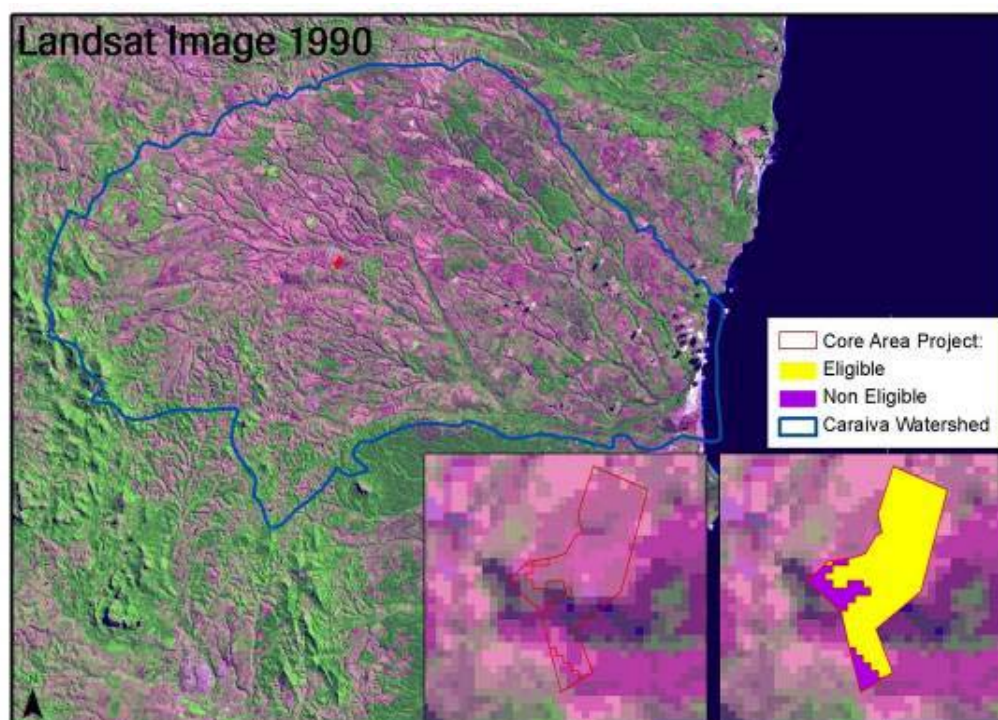 Landsat Image 1990
Core Area Project:
Eligible
Non Eligible
Caraiva Watershed